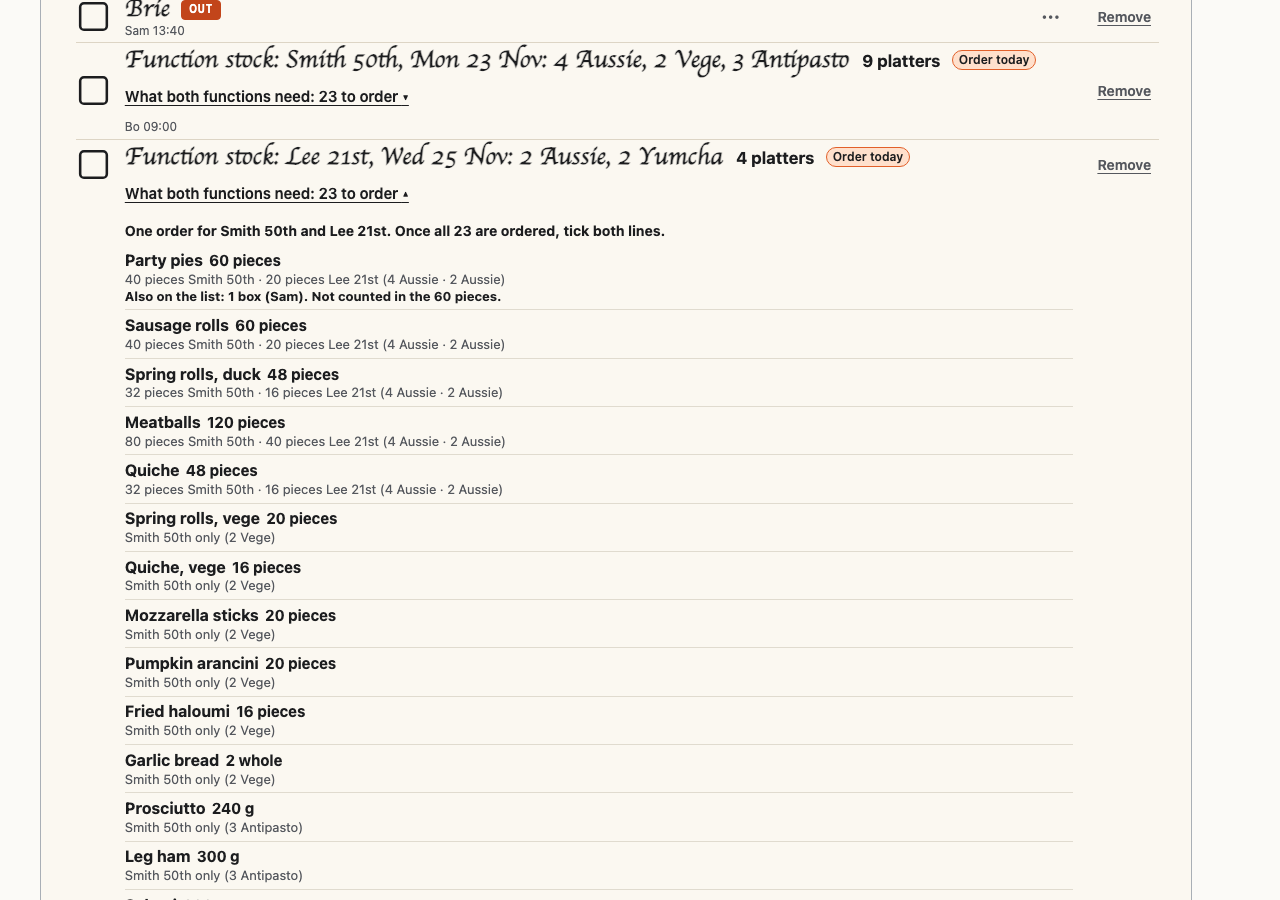 Brie OUT
Sam 13:40
••• Remove
Function stock: Smith 50th, Mon 23 Nov: 4 Aussie, 2 Vege, 3 Antipasto 9 platters Order today
What both functions need: 23 to order ▾
Remove
Bo 09:00
Function stock: Lee 21st, Wed 25 Nov: 2 Aussie, 2 Yumcha 4 platters Order today
Remove
What both functions need: 23 to order ▴
One order for Smith 50th and Lee 21st. Once all 23 are ordered, tick both lines.
Party pies 60 pieces
40 pieces Smith 50th · 20 pieces Lee 21st (4 Aussie · 2 Aussie)
Also on the list: 1 box (Sam). Not counted in the 60 pieces.
Sausage rolls 60 pieces
40 pieces Smith 50th · 20 pieces Lee 21st (4 Aussie · 2 Aussie)
Spring rolls, duck 48 pieces
32 pieces Smith 50th · 16 pieces Lee 21st (4 Aussie · 2 Aussie)
Meatballs 120 pieces
80 pieces Smith 50th · 40 pieces Lee 21st (4 Aussie · 2 Aussie)
Quiche 48 pieces
32 pieces Smith 50th · 16 pieces Lee 21st (4 Aussie · 2 Aussie)
Spring rolls, vege 20 pieces
Smith 50th only (2 Vege)
Quiche, vege 16 pieces
Smith 50th only (2 Vege)
Mozzarella sticks 20 pieces
Smith 50th only (2 Vege)
Pumpkin arancini 20 pieces
Smith 50th only (2 Vege)
Fried haloumi 16 pieces
Smith 50th only (2 Vege)
Garlic bread 2 whole
Smith 50th only (2 Vege)
Prosciutto 240 g
Smith 50th only (3 Antipasto)
Leg ham 300 g
Smith 50th only (3 Antipasto)